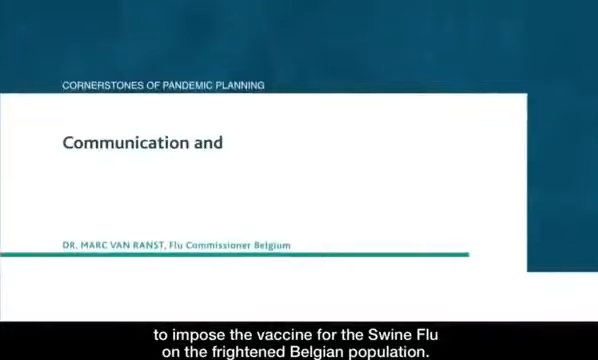 CORNERSTONES OF PANDEMIC PLANNING
Communication and
DR. MARC VAN RANST, Flu Commissioner Belgium
to impose the vaccine for the Swine Flu
on the frightened Belgian population.